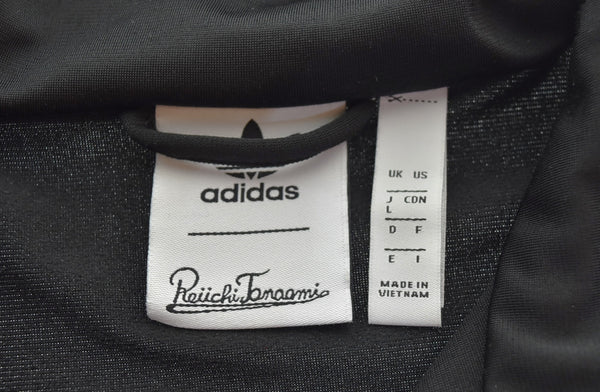 adidas
Reiichi Tanaami
UK US
J CDN
L
D F
E I
MADE IN
VIETNAM